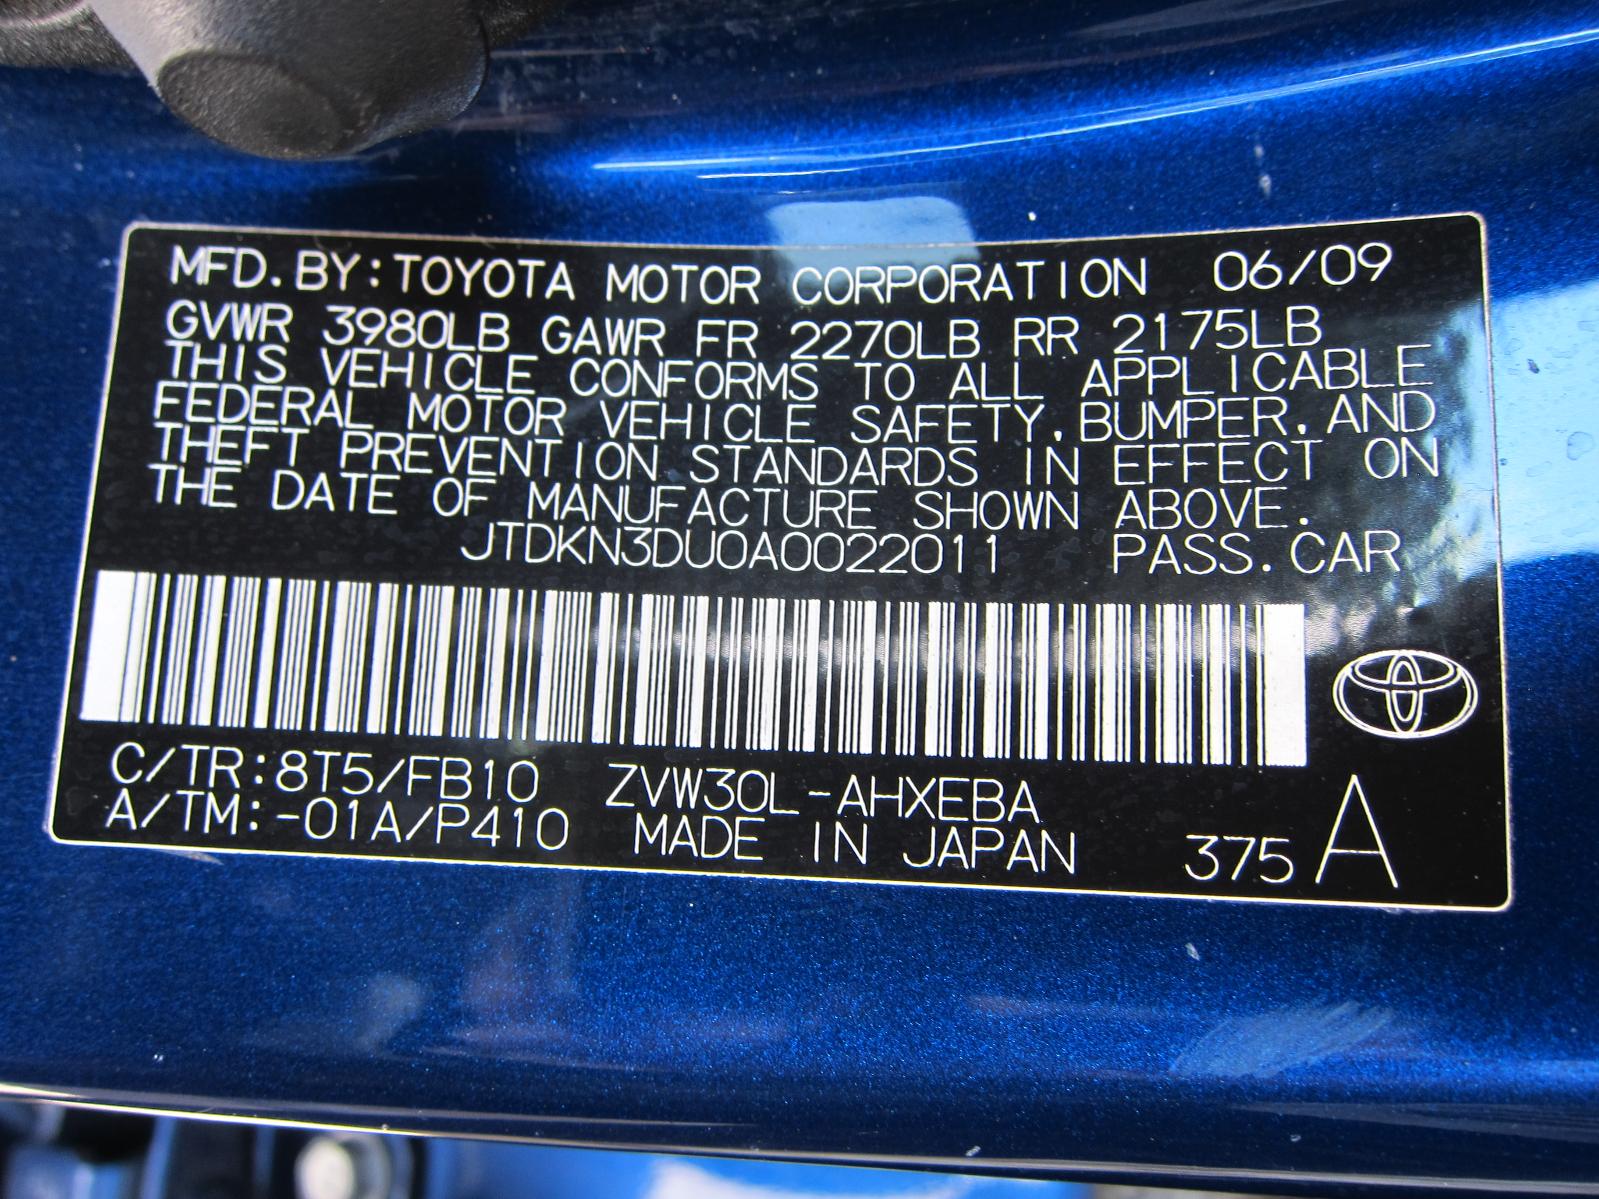 MFD.BY:TOYOTA MOTOR CORPORATION 06/09
GVWR 3980LB GAWR FR 2270LB RR 2175LB
THIS VEHICLE CONFORMS TO ALL APPLICABLE
FEDERAL MOTOR VEHICLE SAFETY,BUMPER,AND
THEFT PREVENTION STANDARDS IN EFFECT ON
THE DATE OF MANUFACTURE SHOWN ABOVE.
JTDKN3DU0A0022011 PASS.CAR
C/TR:8T5/FB10 ZVW30L-AHXEBA
A/TM:-01A/P410 MADE IN JAPAN 375 A